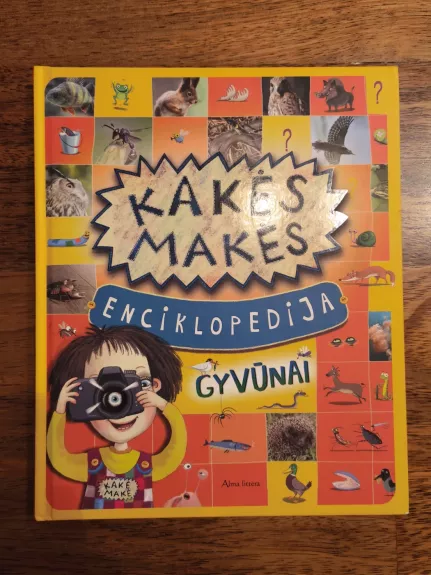 ?
?
KAKĖS
MAKĖS
ENCIKLOPEDIJA
GYVŪNAI
KAKĖ
MAKĖ
Alma littera